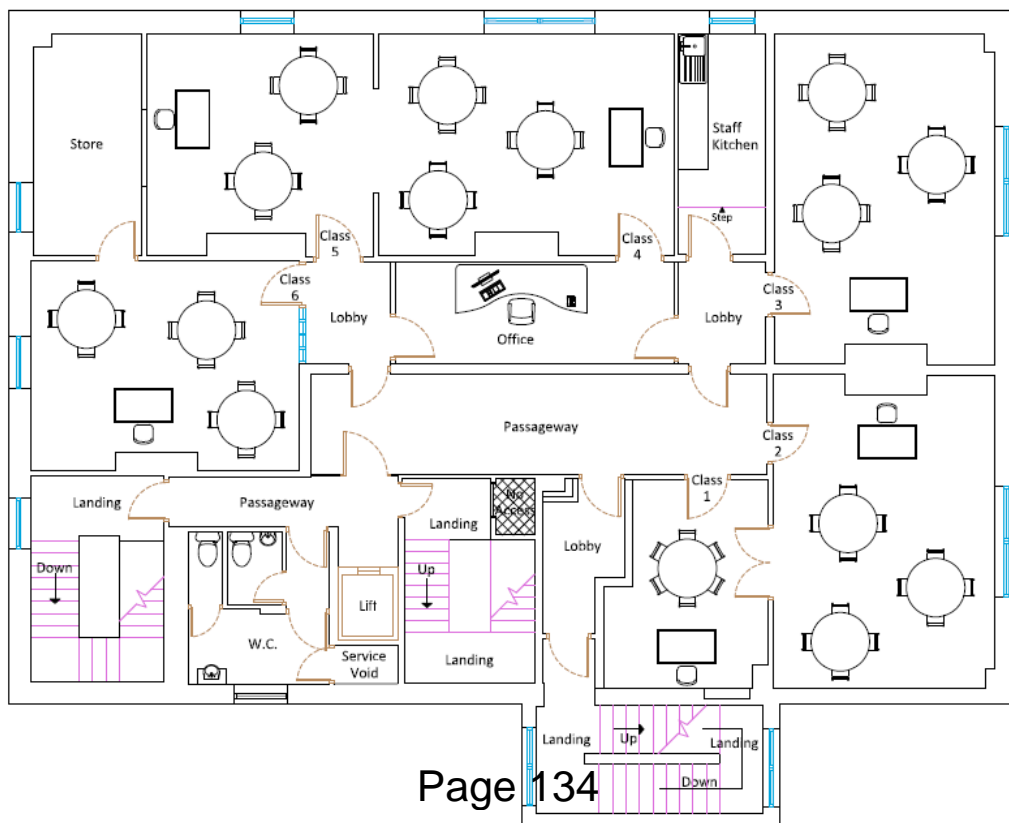 Store
Staff
Kitchen
Step
Class
5
Class
4
Class
6
Class
3
Lobby
Office
Lobby
Passageway
Class
2
Class
1
Landing
Passageway
No
Access
Landing
Lobby
Down
Up
Lift
W.C.
Service
Void
Landing
Landing
Up
Landing
Down
Page 134